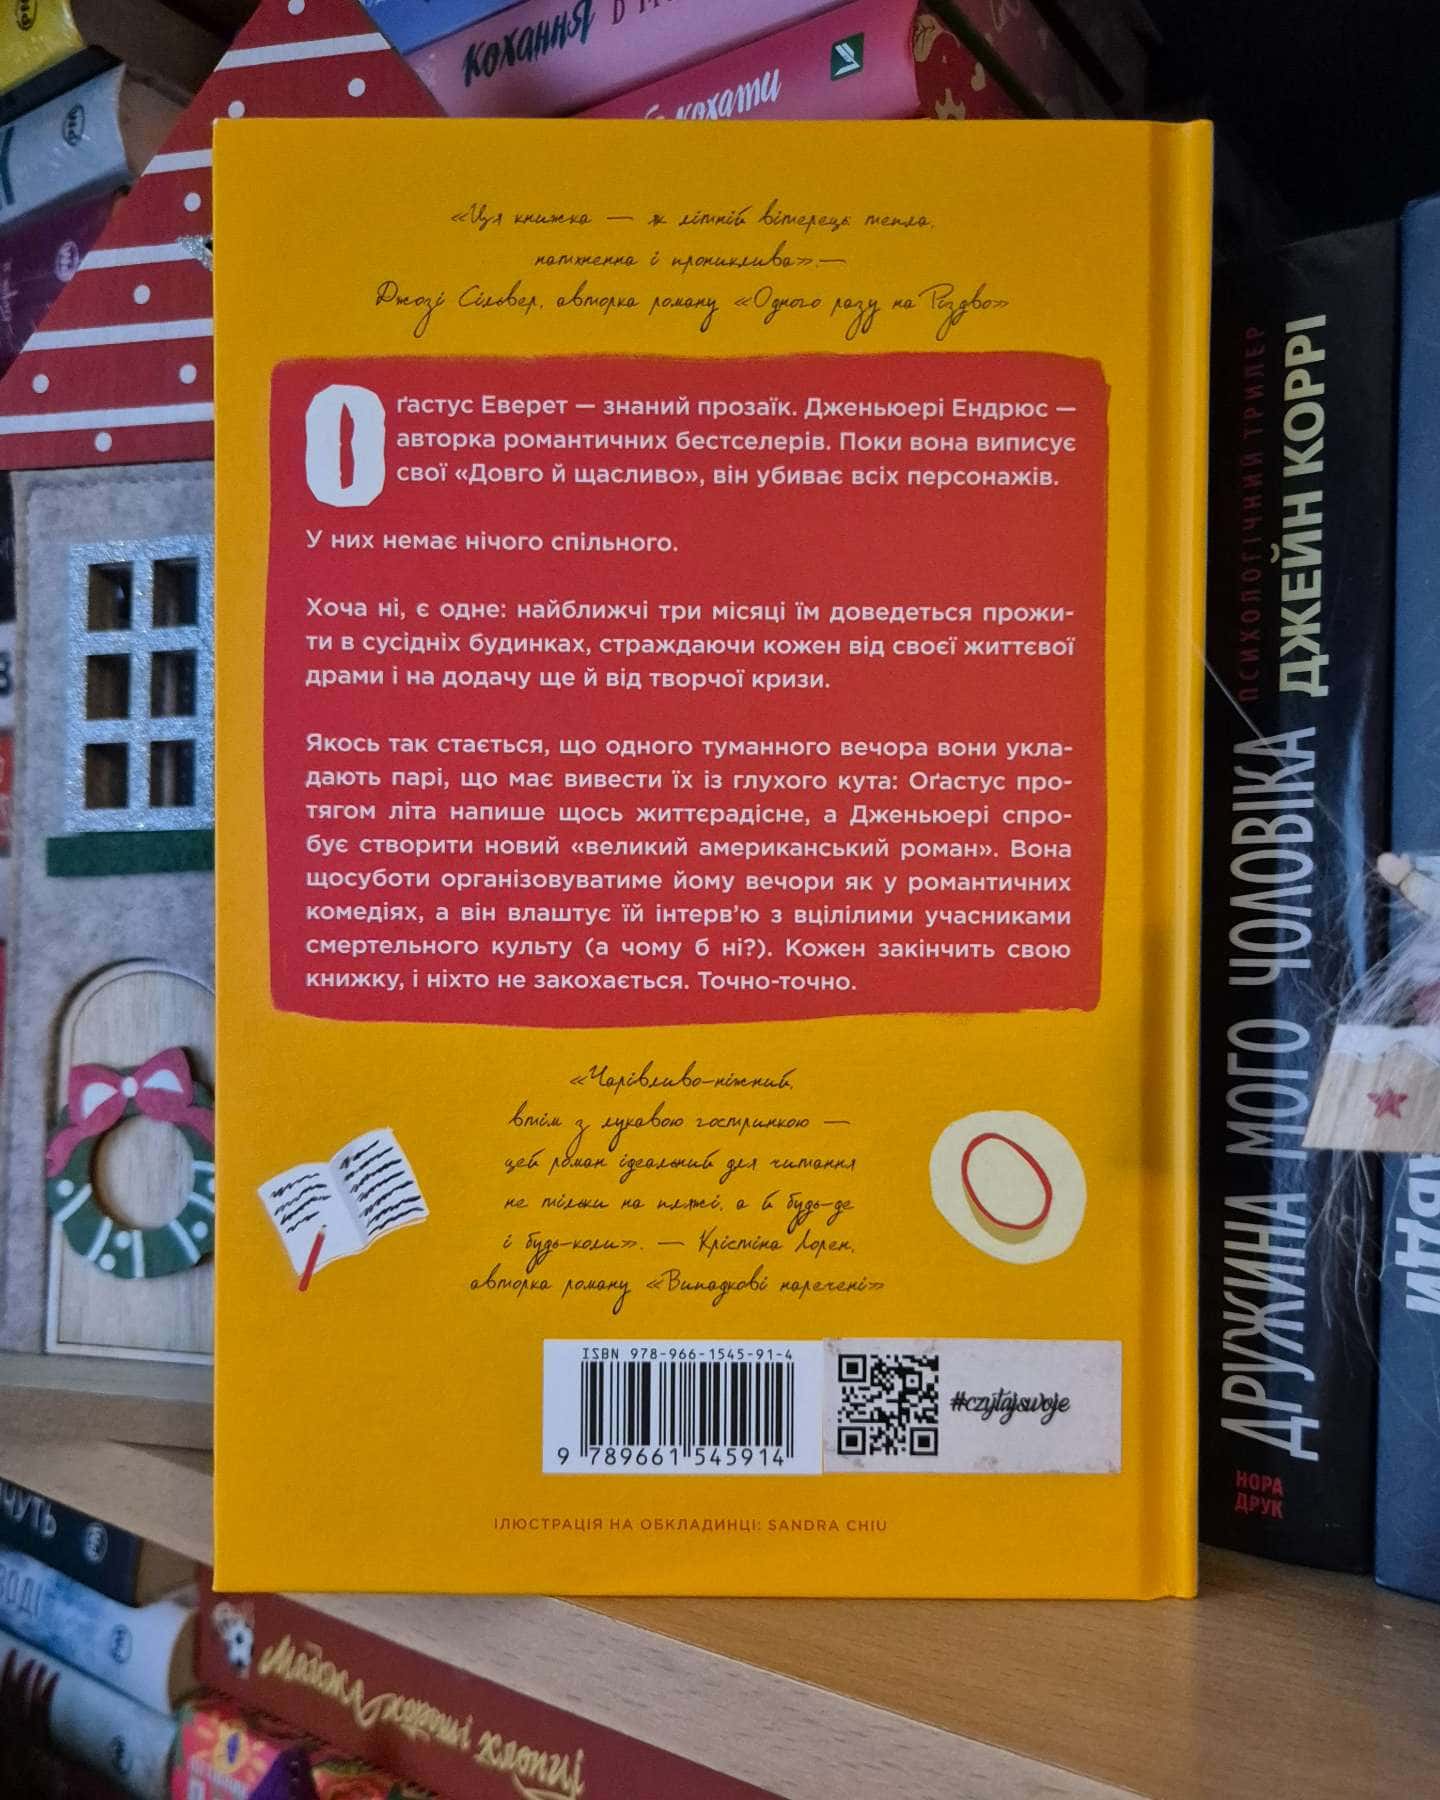 КОХАННЯ
КОХАТИ
«Ця книжка — як літній вітерець: тепла,
натхненна і прониклива».—
Джозі Сільвер, авторка роману «Одного разу на Різдво»
Оґастус Еверет — знаний прозаїк. Дженьюері Ендрюс —
авторка романтичних бестселерів. Поки вона виписує
свої «Довго й щасливо», він убиває всіх персонажів.
У них немає нічого спільного.
Хоча ні, є одне: найближчі три місяці їм доведеться прожи-
ти в сусідніх будинках, страждаючи кожен від своєї життєвої
драми і на додачу ще й від творчої кризи.
Якось так стається, що одного туманного вечора вони укла-
дають парі, що має вивести їх із глухого кута: Оґастус про-
тягом літа напише щось життєрадісне, а Дженьюері спро-
бує створити новий «великий американський роман». Вона
щосуботи організовуватиме йому вечори як у романтичних
комедіях, а він влаштує їй інтерв’ю з вцілілими учасниками
смертельного культу (а чому б ні?). Кожен закінчить свою
книжку, і ніхто не закохається. Точно-точно.
«Чарівливо-ніжний,
втім з лукавою гостринкою —
цей роман ідеальний для читання
не тільки на пляжі, а й будь-де
і будь-коли». — Крістіна Лорен,
авторка роману «Випадкові наречені»
ISBN 978-966-1545-91-4
9 789661 545914
#czytajswoje
ІЛЮСТРАЦІЯ НА ОБКЛАДИНЦІ: SANDRA CHIU
ПСИХОЛОГІЧНИЙ ТРИЛЕР
ДЖЕЙН КОРРІ
ДРУЖИНА МОГО ЧОЛОВІКА
НОРА
ДРУК
Майже хороші хлопці